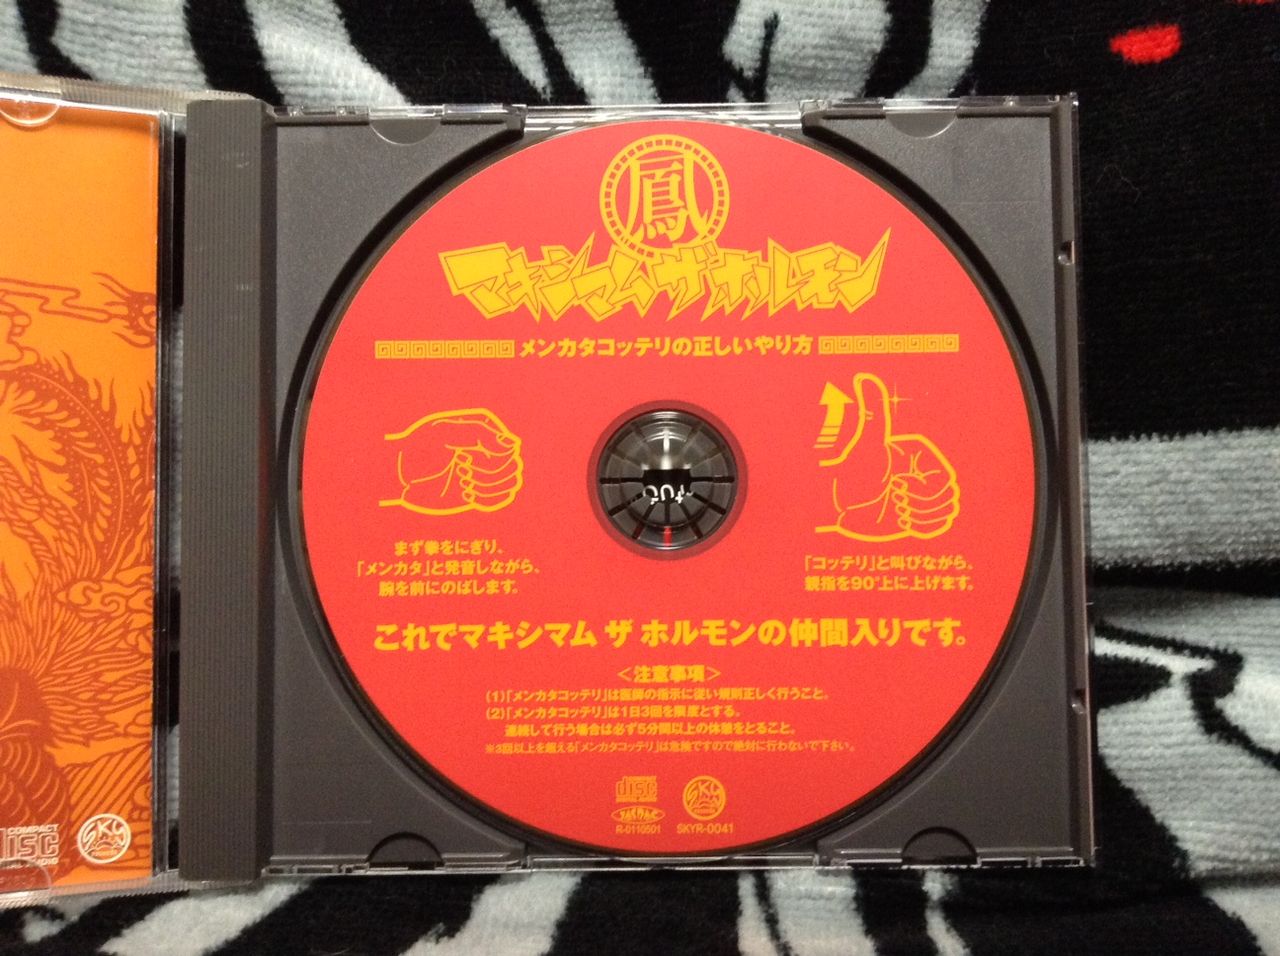 鳳
マキシマム ザ ホルモン
メンカタコッテリの正しいやり方
まず拳をにぎり、
「メンカタ」と発音しながら、
腕を前にのばします。
「コッテリ」と叫びながら、
親指を90°上に上げます。
これでマキシマム ザ ホルモンの仲間入りです。
<注意事項>
(1)「メンカタコッテリ」は医師の指示に従い規則正しく行うこと。
(2)「メンカタコッテリ」は1日3回を限度とする。
連続して行う場合は必ず5分間以上の休憩をとること。
※3回以上を超える「メンカタコッテリ」は危険ですので絶対に行わないで下さい。
COMPACT
disc
DIGITAL AUDIO
JASRAC
R-0110501
SKYR-0041
COMPACT
disc